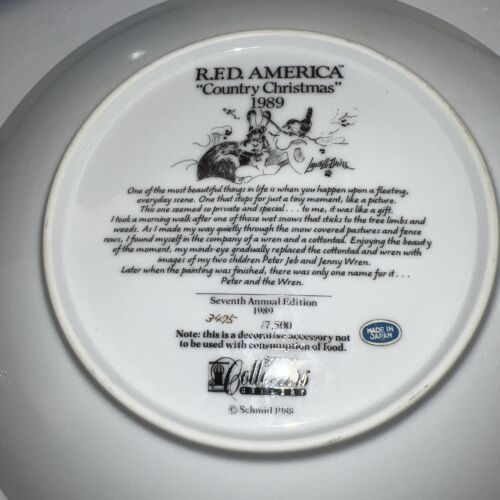 R.F.D. AMERICA™
"Country Christmas"
1989
Lowell Davis
One of the most beautiful things in life is when you happen upon a fleeting,
everyday scene. One that stops for just a tiny moment, like a picture.
This one seemed so private and special . . . to me, it was like a gift.
I took a morning walk after one of those wet snows that stick to the tree limbs and
weeds. As I made my way quietly through the snow covered pastures and fence
rows, I found myself in the company of a wren and a cottontail. Enjoying the beauty
of the moment, my minds-eye gradually replaced the cottontail and wren with
images of my two children Peter Jeb and Jenny Wren.
Later when the painting was finished, there was only one name for it . . .
Peter and the Wren.
Seventh Annual Edition
1989
/7,500
Note: this is a decorative accessory not
to be used with consumption of food.
MADE IN
JAPAN
Collectors
GALLERY
© Schmid 1988